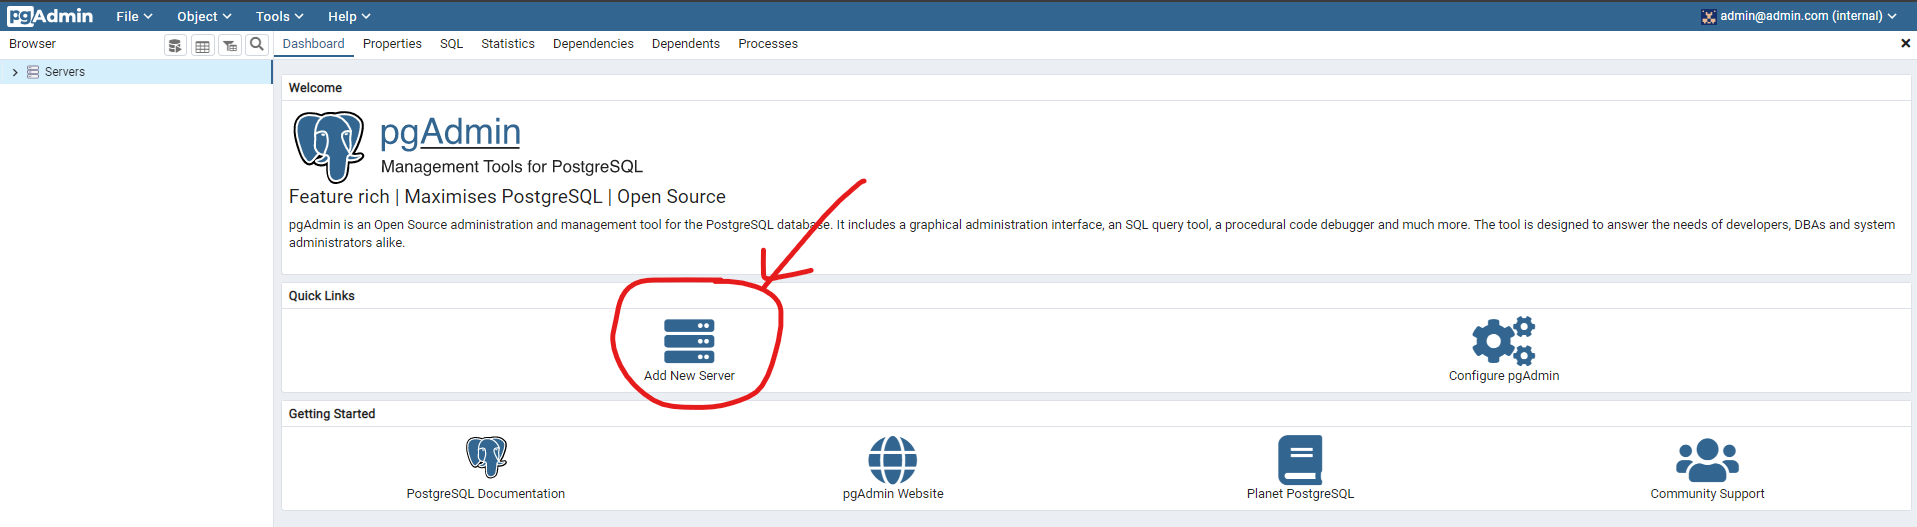 pgAdmin File Object Tools Help admin@admin.com (internal)
Browser Dashboard Properties SQL Statistics Dependencies Dependents Processes
Servers
Welcome
pgAdmin
Management Tools for PostgreSQL
Feature rich | Maximises PostgreSQL | Open Source
pgAdmin is an Open Source administration and management tool for the PostgreSQL database. It includes a graphical administration interface, an SQL query tool, a procedural code debugger and much more. The tool is designed to answer the needs of developers, DBAs and system
administrators alike.
Quick Links
Add New Server Configure pgAdmin
Getting Started
PostgreSQL Documentation pgAdmin Website Planet PostgreSQL Community Support